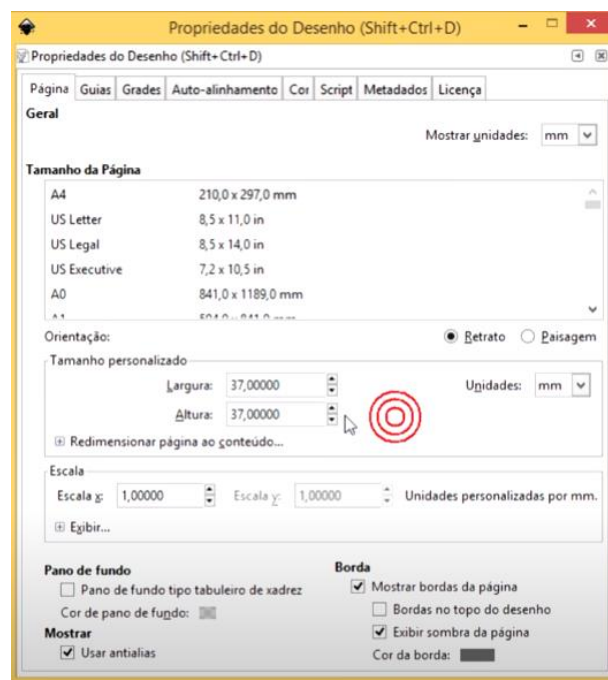 Propriedades do Desenho (Shift+Ctrl+D)
Propriedades do Desenho (Shift+Ctrl+D)
Página Guias Grades Auto-alinhamento Cor Script Metadados Licença
Geral
Mostrar unidades: mm
Tamanho da Página
A4 210,0 x 297,0 mm
US Letter 8,5 x 11,0 in
US Legal 8,5 x 14,0 in
US Executive 7,2 x 10,5 in
A0 841,0 x 1189,0 mm
Orientação: Retrato Paisagem
Tamanho personalizado
Largura: 37,00000 Unidades: mm
Altura: 37,00000
Redimensionar página ao conteúdo...
Escala
Escala x: 1,00000 Escala y: 1,00000 Unidades personalizadas por mm.
Exibir...
Pano de fundo
Pano de fundo tipo tabuleiro de xadrez
Cor de pano de fundo:
Mostrar
Usar antialias
Borda
Mostrar bordas da página
Bordas no topo do desenho
Exibir sombra da página
Cor da borda: